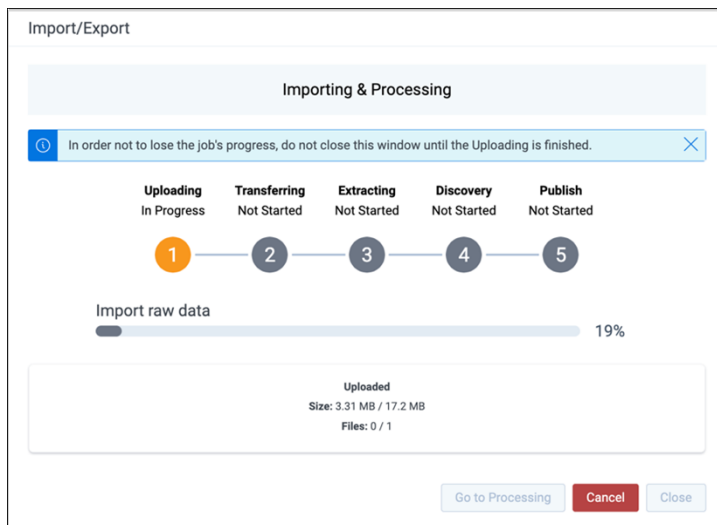 Import/Export
Importing & Processing
In order not to lose the job's progress, do not close this window until the Uploading is finished.
Uploading Transferring Extracting Discovery Publish
In Progress Not Started Not Started Not Started Not Started
1 2 3 4 5
Import raw data
19%
Uploaded
Size: 3.31 MB / 17.2 MB
Files: 0 / 1
Go to Processing Cancel Close